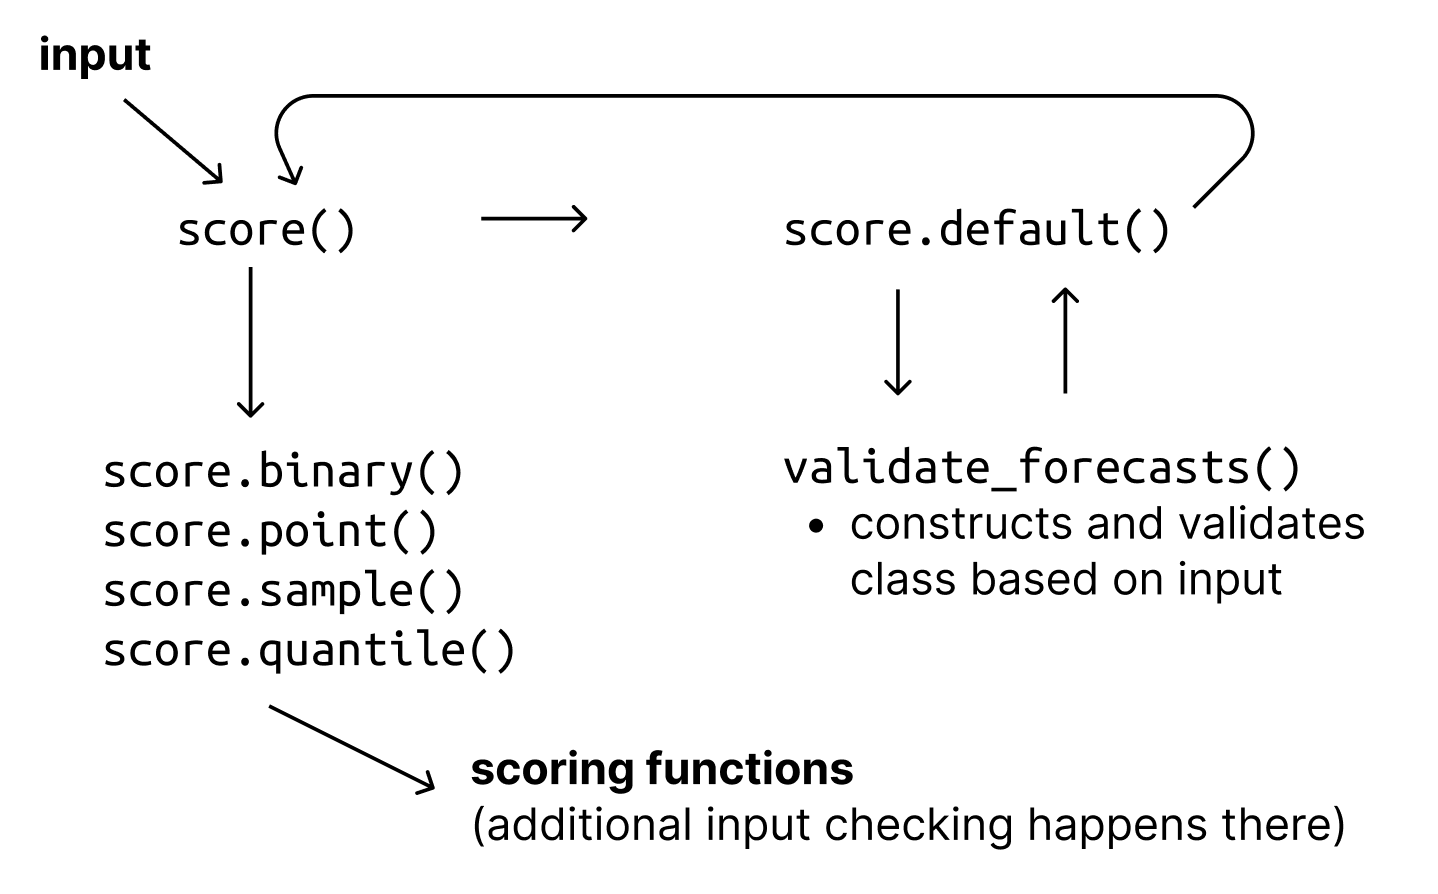 input
score()
score.default()
score.binary()
score.point()
score.sample()
score.quantile()
validate_forecasts()
• constructs and validates
class based on input
scoring functions
(additional input checking happens there)